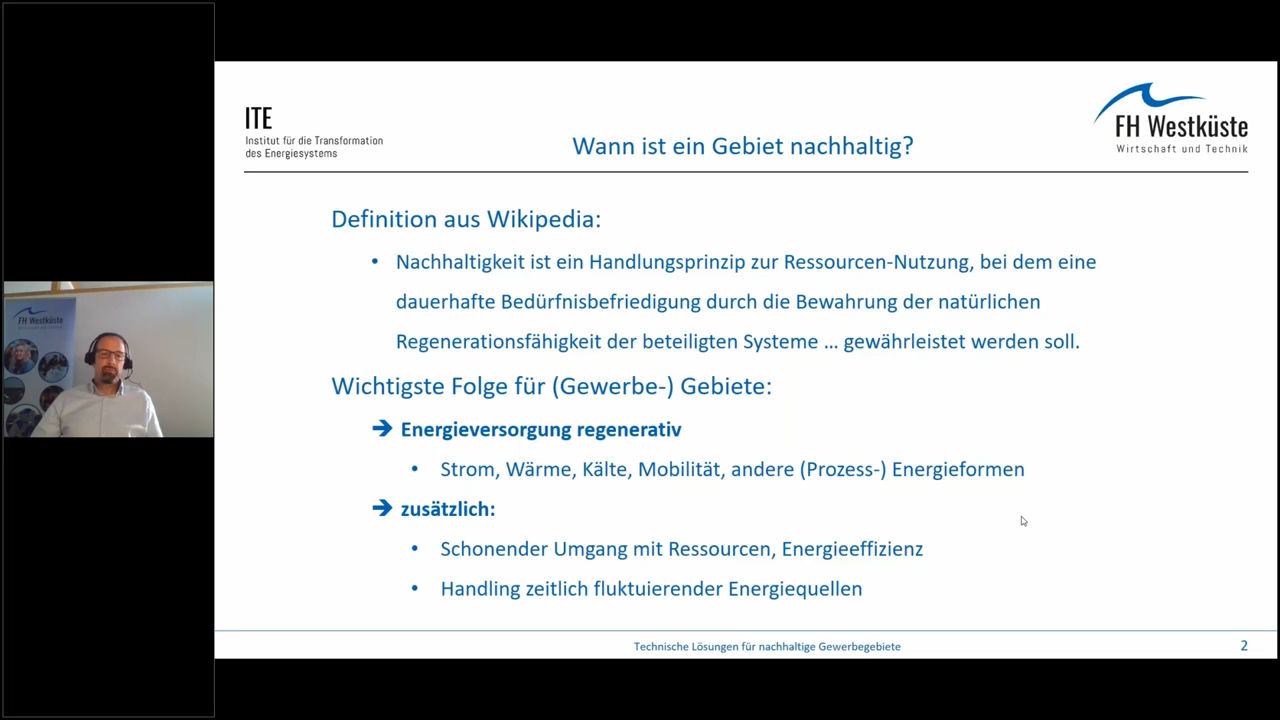 ITE
Institut für die Transformation
des Energiesystems
Wann ist ein Gebiet nachhaltig?
FH Westküste
Wirtschaft und Technik
Definition aus Wikipedia:
• Nachhaltigkeit ist ein Handlungsprinzip zur Ressourcen-Nutzung, bei dem eine
dauerhafte Bedürfnisbefriedigung durch die Bewahrung der natürlichen
Regenerationsfähigkeit der beteiligten Systeme … gewährleistet werden soll.
Wichtigste Folge für (Gewerbe-) Gebiete:
➔ Energieversorgung regenerativ
• Strom, Wärme, Kälte, Mobilität, andere (Prozess-) Energieformen
➔ zusätzlich:
• Schonender Umgang mit Ressourcen, Energieeffizienz
• Handling zeitlich fluktuierender Energiequellen
Technische Lösungen für nachhaltige Gewerbegebiete
2
FH Westküste